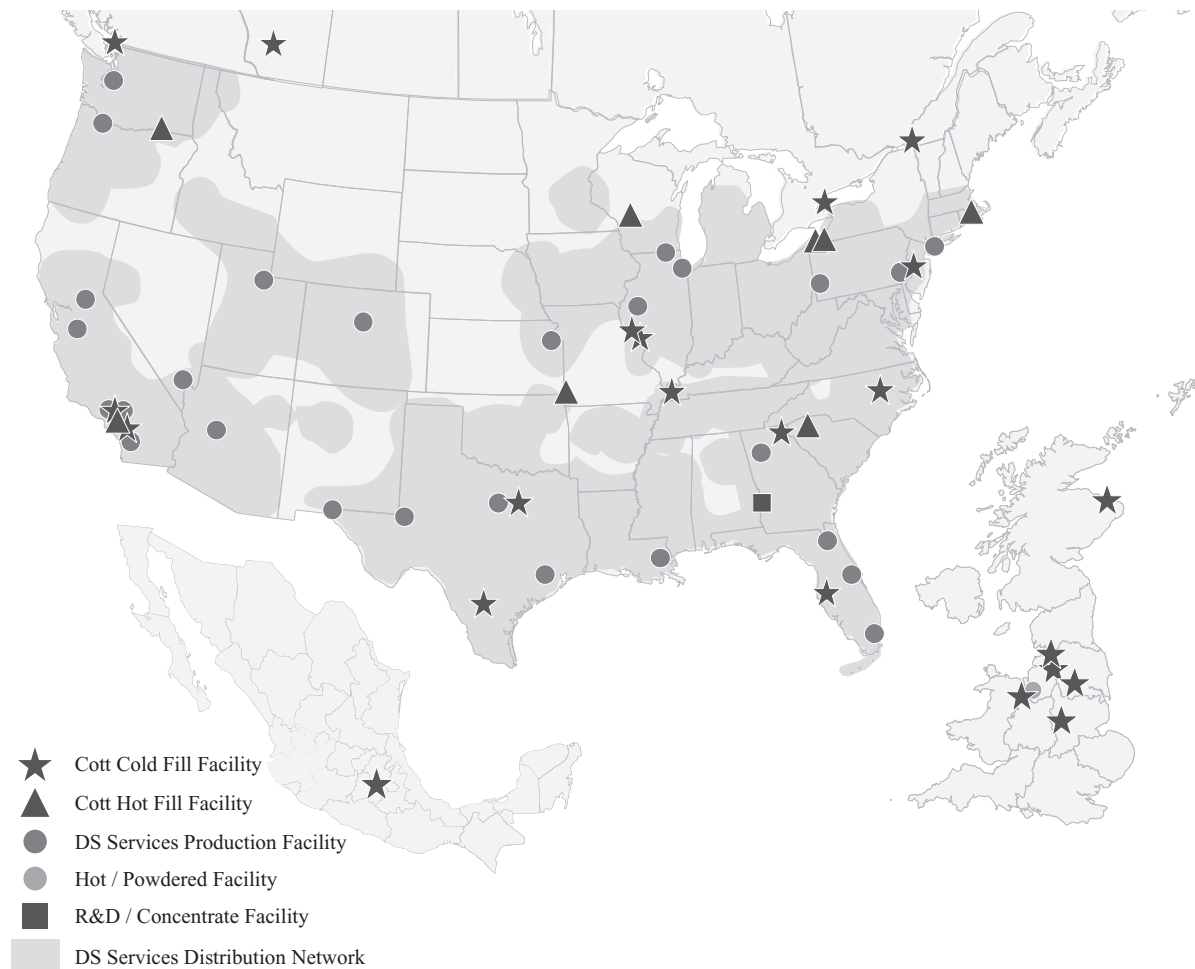 Cott Cold Fill Facility
Cott Hot Fill Facility
DS Services Production Facility
Hot / Powdered Facility
R&D / Concentrate Facility
DS Services Distribution Network